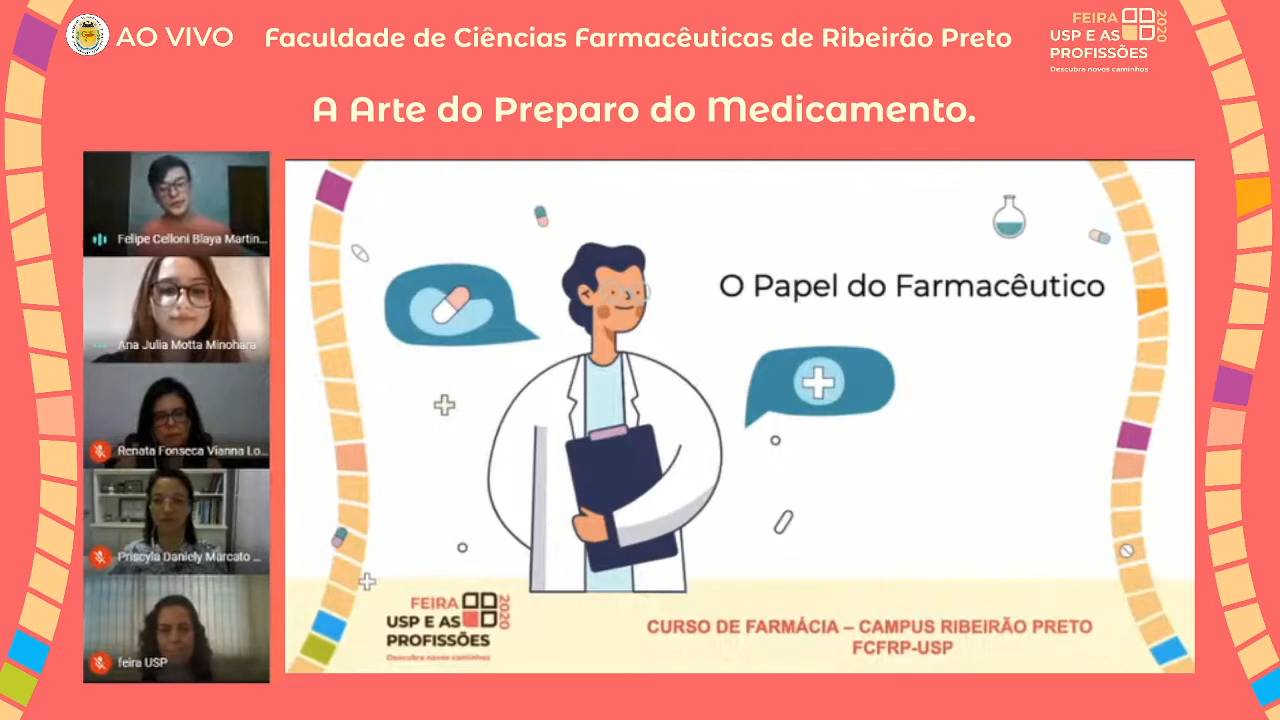 AO VIVO
Faculdade de Ciências Farmacêuticas de Ribeirão Preto
FEIRA
USP E AS
PROFISSÕES
2020
Descubra novos caminhos
A Arte do Preparo do Medicamento.
Felipe Celloni Blaya Martin...
Ana Julia Motta Minohara
Renata Fonseca Vianna Lo...
Priscyla Daniely Marcato ...
feira USP
O Papel do Farmacêutico
FEIRA
USP E AS
PROFISSÕES
2020
Descubra novos caminhos
CURSO DE FARMÁCIA – CAMPUS RIBEIRÃO PRETO
FCFRP-USP